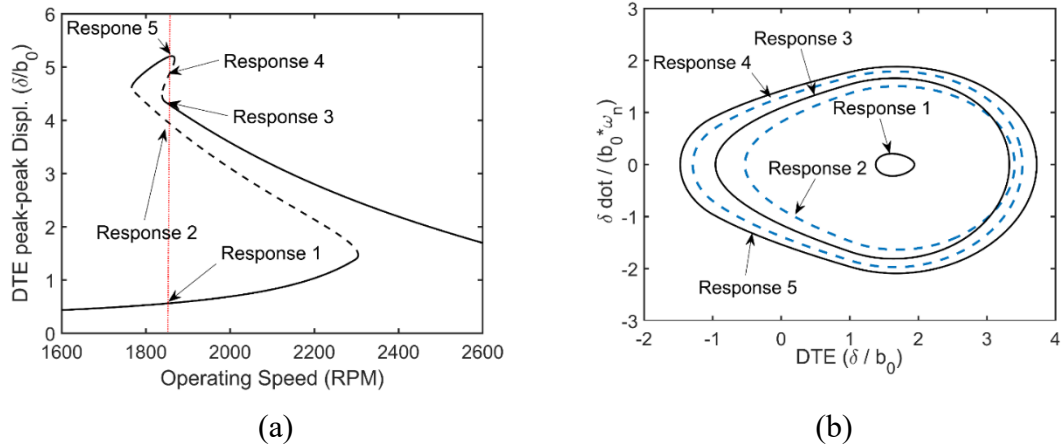 DTE peak-peak Displ. (δ/b0)
6
5
4
3
2
1
0
Respone 5
Response 4
Response 3
Response 2
Response 1
1600 1800 2000 2200 2400 2600
Operating Speed (RPM)
(a)
δ dot / (b0*ωn)
3
2
1
0
-1
-2
-3
Response 3
Response 4
Response 1
Response 2
Response 5
-2 -1 0 1 2 3 4
DTE (δ / b0)
(b)